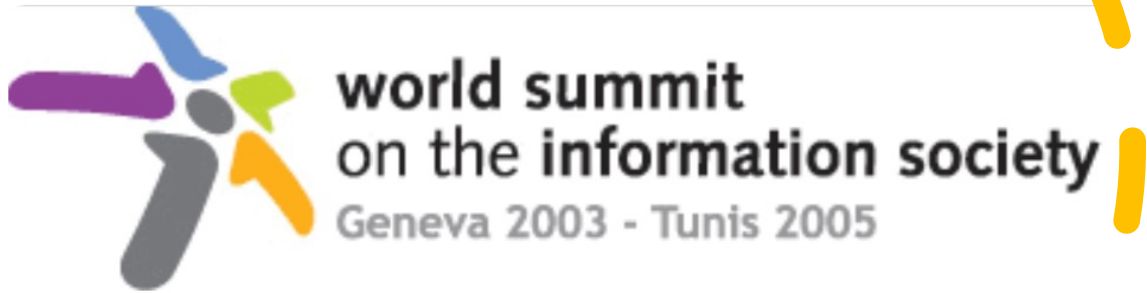 world summit
on the information society
Geneva 2003 - Tunis 2005